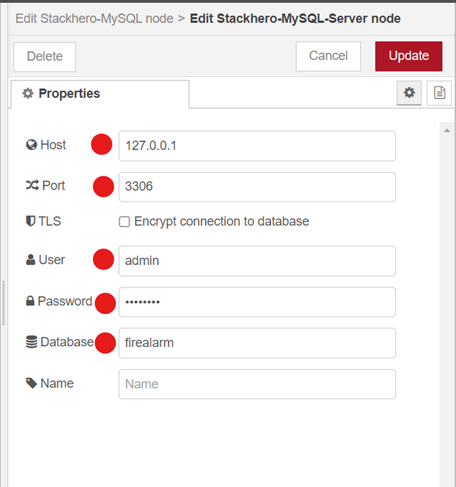 Edit Stackhero-MySQL node > Edit Stackhero-MySQL-Server node
Delete
Cancel
Update
Properties
Host
127.0.0.1
Port
3306
TLS
Encrypt connection to database
User
admin
Password
••••••••
Database
firealarm
Name
Name